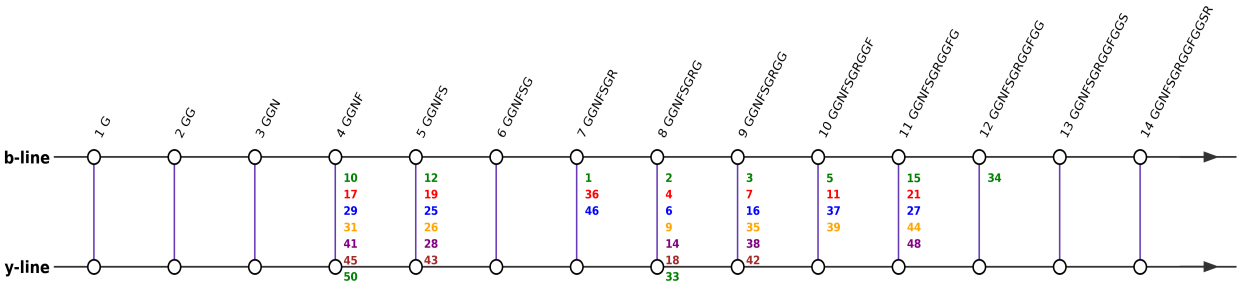 1 G
2 GG
3 GGN
4 GGNF
5 GGNFS
6 GGNFSG
7 GGNFSGR
8 GGNFSGRG
9 GGNFSGRGG
10 GGNFSGRGGF
11 GGNFSGRGGFG
12 GGNFSGRGGFGG
13 GGNFSGRGGFGGS
14 GGNFSGRGGFGGSR
b-line
10 12 1 2 3 5 15 34
17 19 36 4 7 11 21
29 25 46 6 16 37 27
31 26 9 35 39 44
41 28 14 38 48
45 43 18 42
y-line
50 33